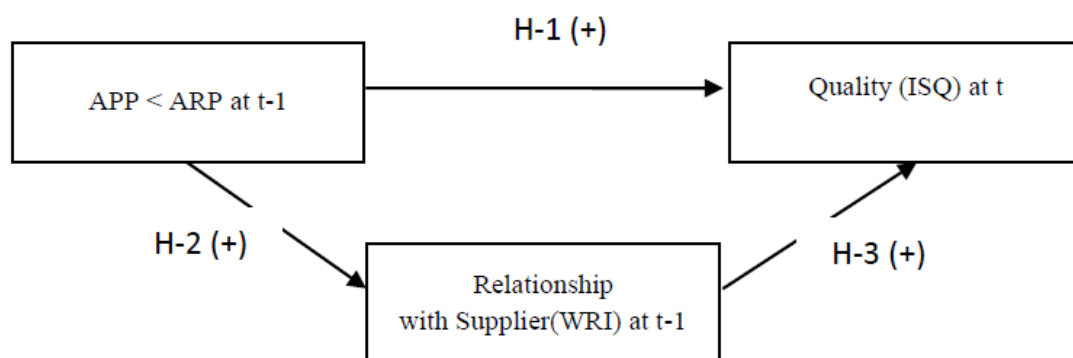 H-1 (+)
APP < ARP at t-1
Quality (ISQ) at t
H-2 (+)
H-3 (+)
Relationship
with Supplier(WRI) at t-1